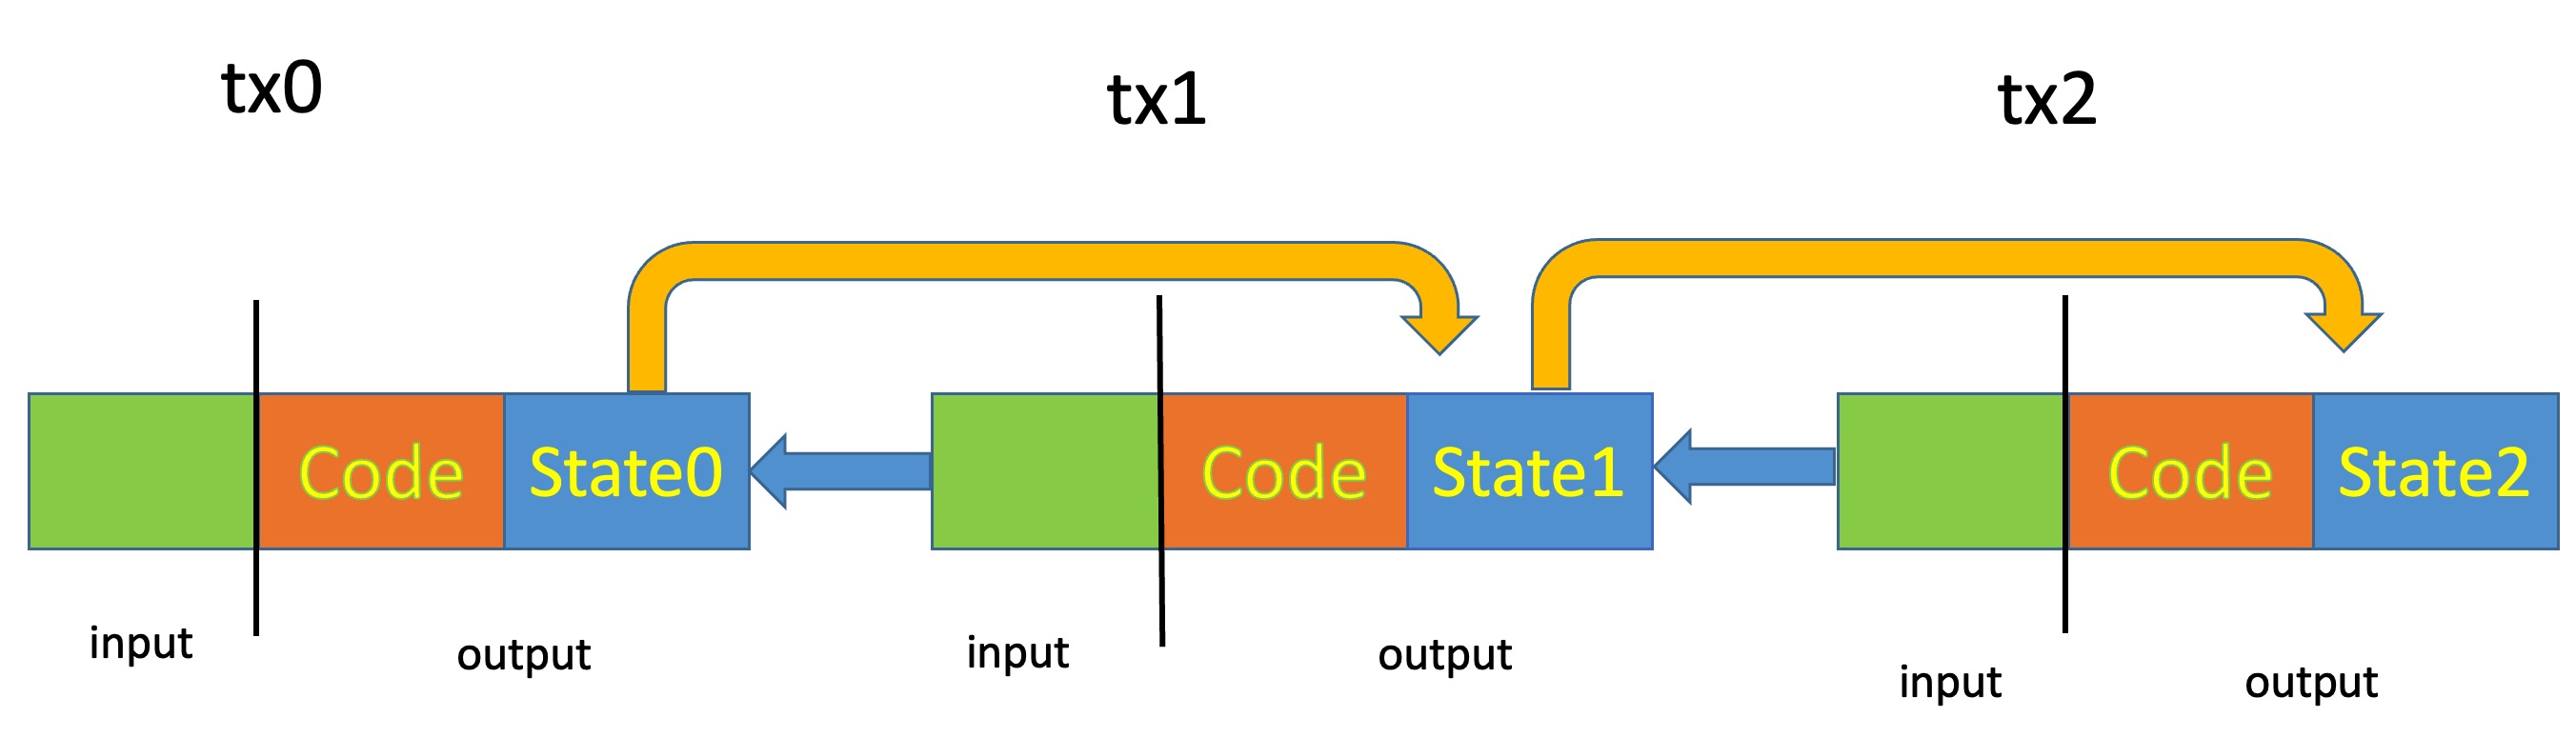 tx0
tx1
tx2
Code
State0
Code
State1
Code
State2
input
output
input
output
input
output